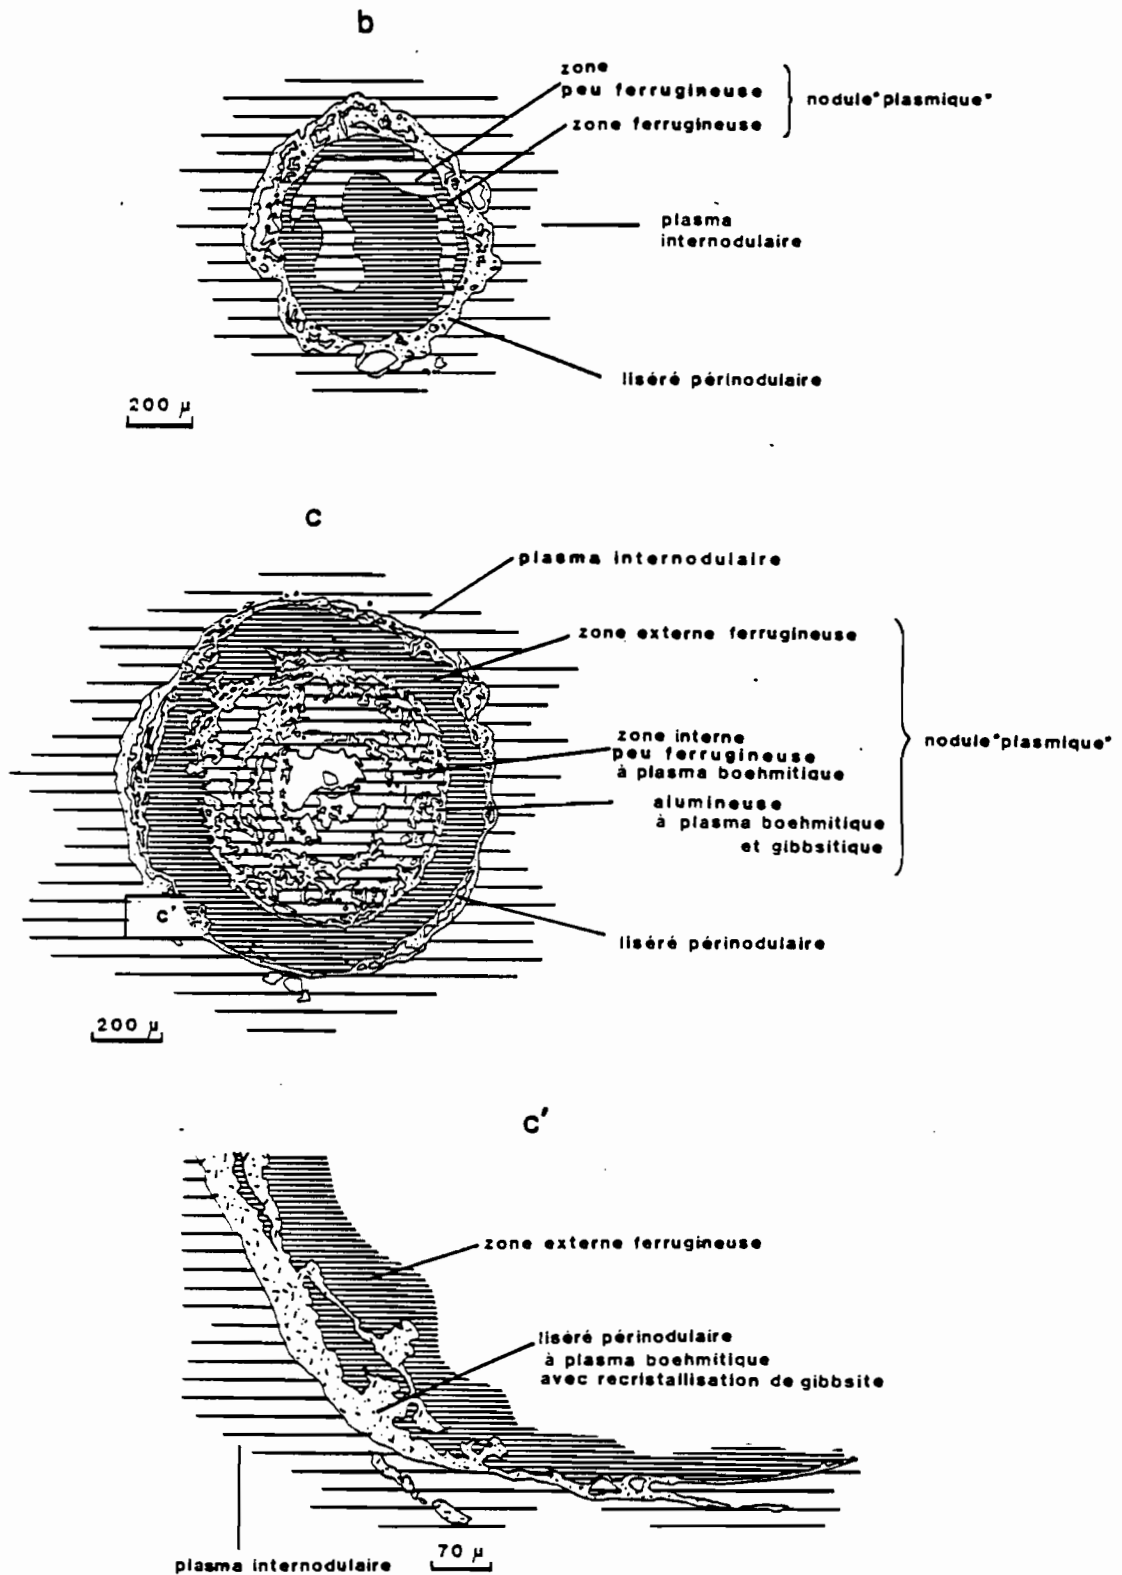 b
zone
peu ferrugineuse
zone ferrugineuse
nodule"plasmique"
plasma
internodulaire
liséré périnodulaire
200 µ
c
plasma internodulaire
zone externe ferrugineuse
zone interne
peu ferrugineuse
à plasma boehmitique
alumineuse
à plasma boehmitique
et gibbsitique
nodule"plasmique"
c'
liséré périnodulaire
200 µ
c'
zone externe ferrugineuse
liséré périnodulaire
à plasma boehmitique
avec recristallisation de gibbsite
plasma internodulaire
70 µ